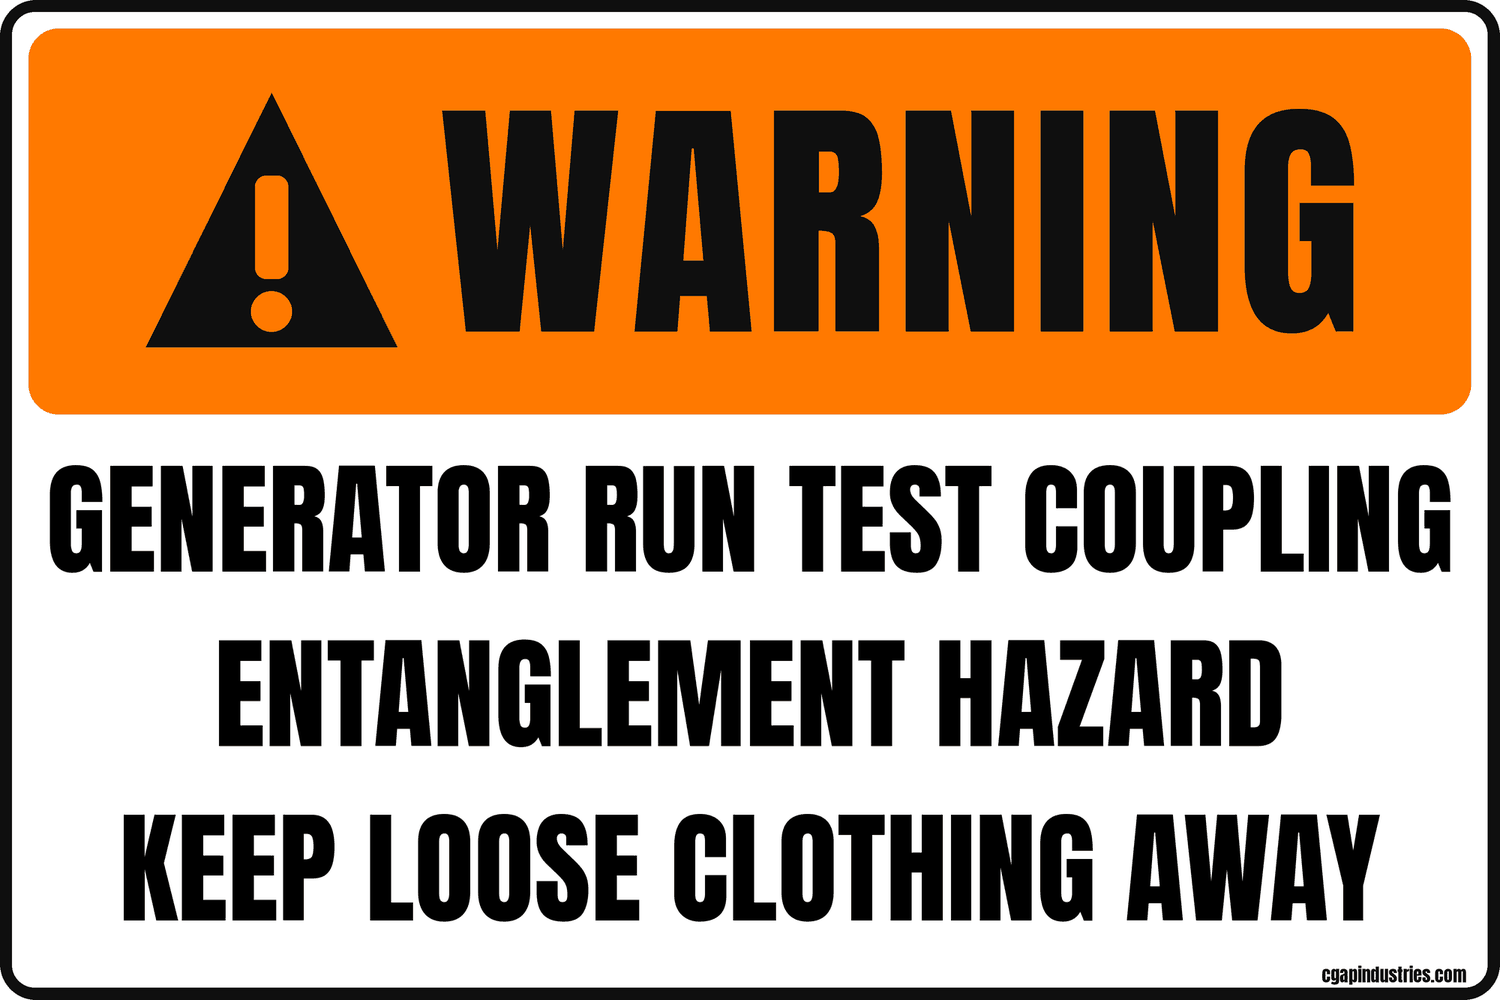 WARNING
GENERATOR RUN TEST COUPLING
ENTANGLEMENT HAZARD
KEEP LOOSE CLOTHING AWAY
cgapindustries.com